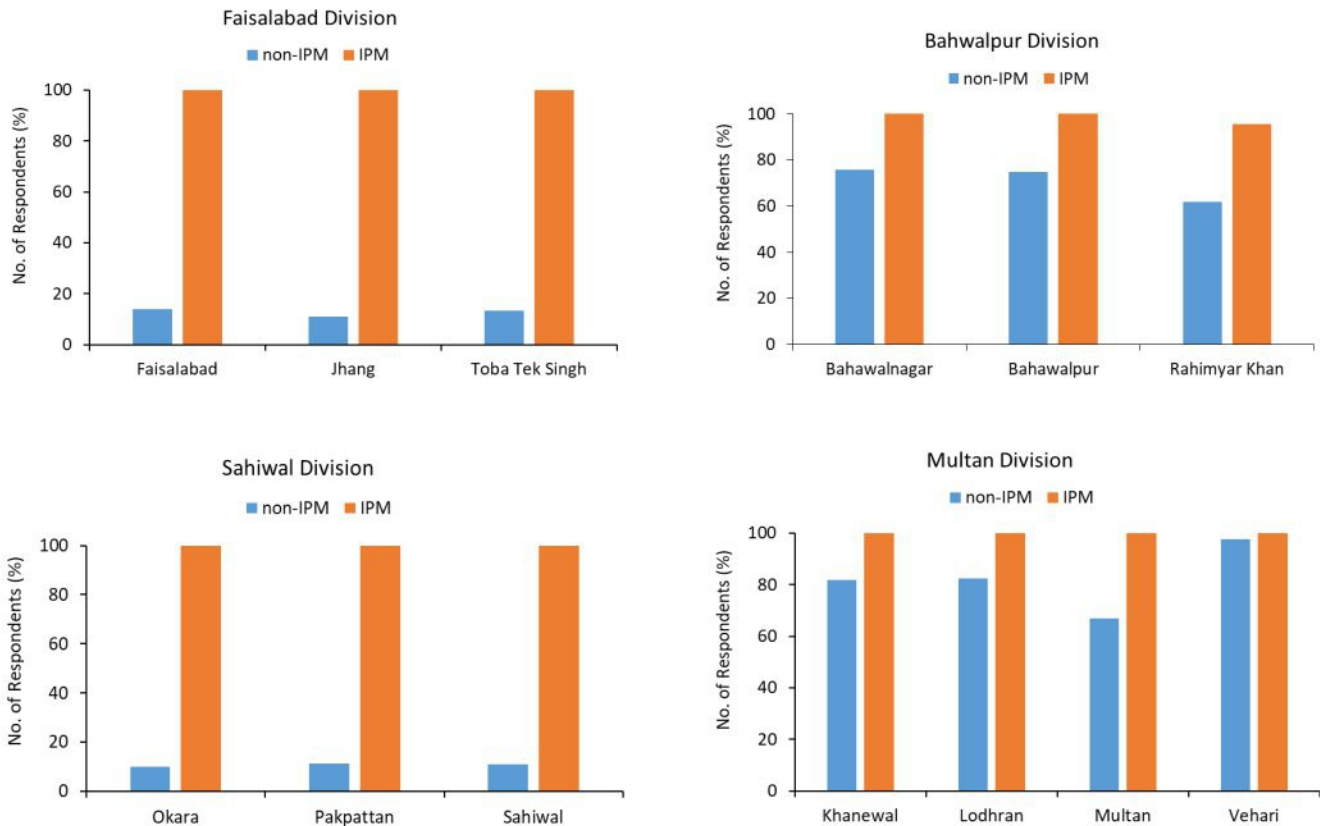 Faisalabad Division
non-IPM IPM
No. of Respondents (%)
100
80
60
40
20
0
Faisalabad Jhang Toba Tek Singh
Bahwalpur Division
non-IPM IPM
No. of Respondents (%)
100
80
60
40
20
0
Bahawalnagar Bahawalpur Rahimyar Khan
Sahiwal Division
non-IPM IPM
No. of Respondents (%)
100
80
60
40
20
0
Okara Pakpattan Sahiwal
Multan Division
non-IPM IPM
No. of Respondents (%)
100
80
60
40
20
0
Khanewal Lodhran Multan Vehari